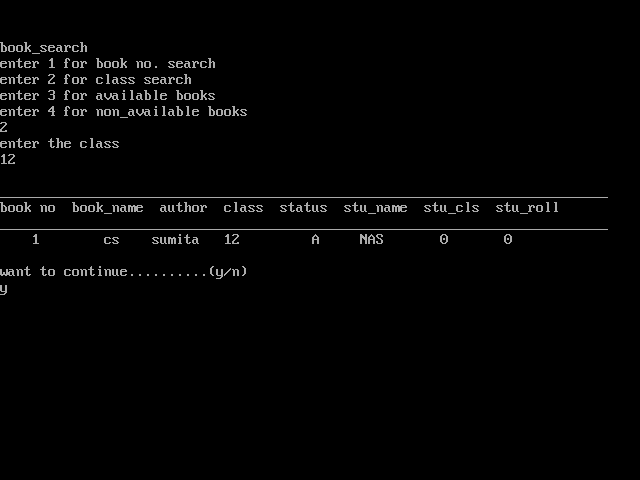 book_search
enter 1 for book no. search
enter 2 for class search
enter 3 for available books
enter 4 for non_available books
2
enter the class
12
book no book_name author class status stu_name stu_cls stu_roll
1 cs sumita 12 A NAS 0 0
want to continue..........(y/n)
y